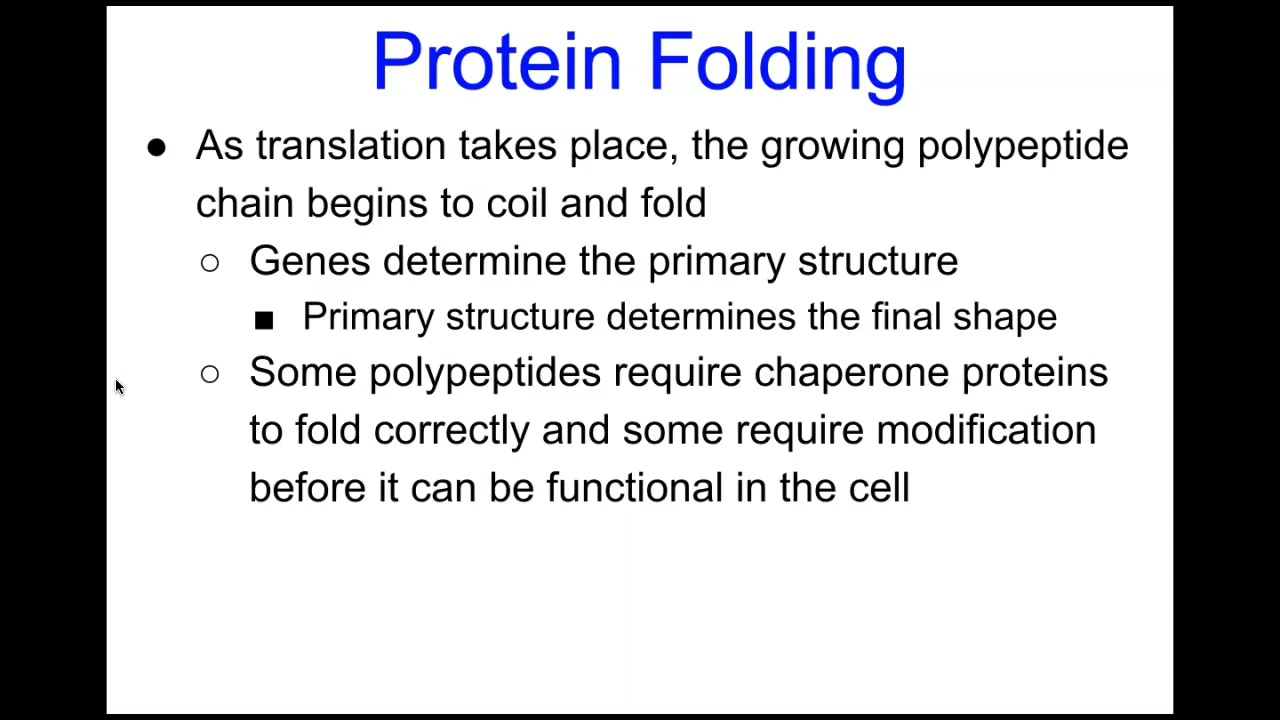 Protein Folding
● As translation takes place, the growing polypeptide
chain begins to coil and fold
○ Genes determine the primary structure
■ Primary structure determines the final shape
○ Some polypeptides require chaperone proteins
to fold correctly and some require modification
before it can be functional in the cell